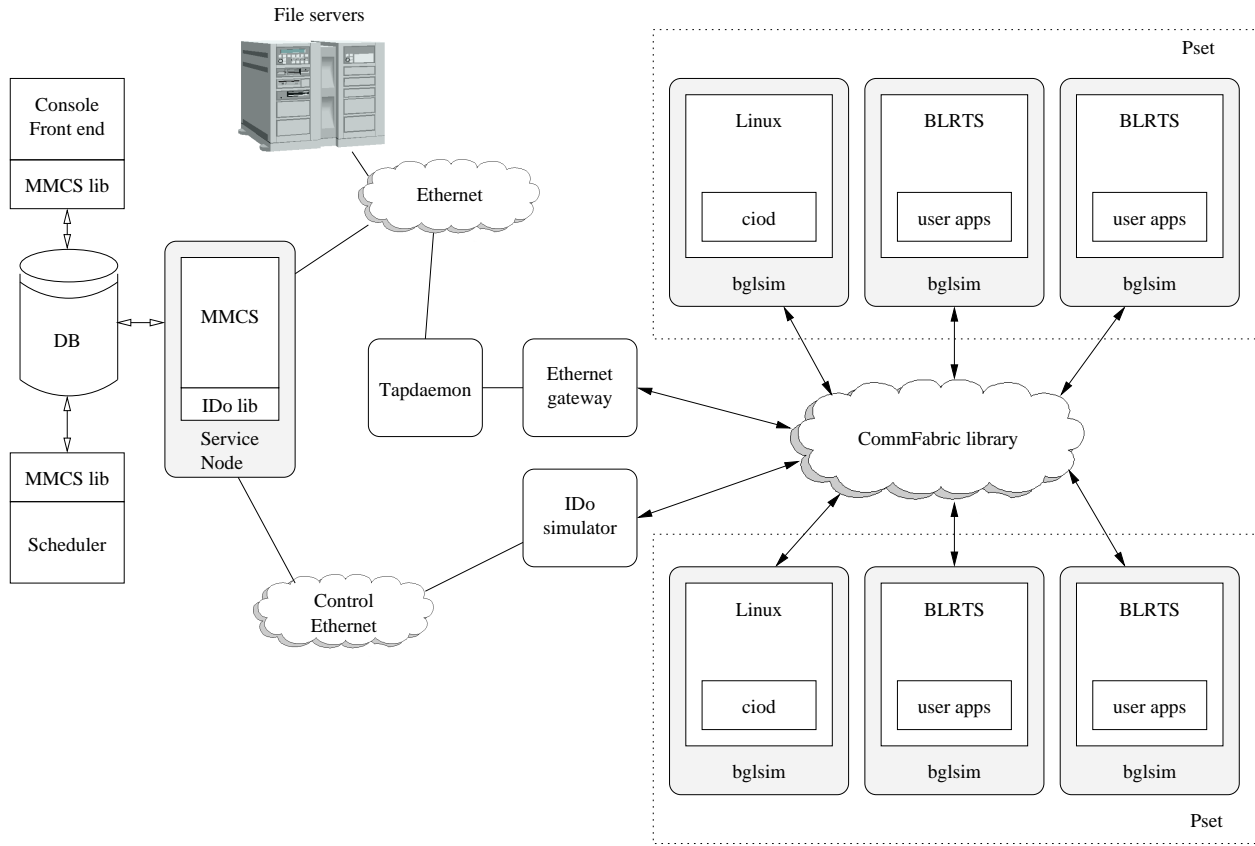 File servers
Console
Front end
MMCS lib
DB
MMCS lib
Scheduler
MMCS
IDo lib
Service
Node
Ethernet
Tapdaemon
Ethernet
gateway
IDo
simulator
Control
Ethernet
CommFabric library
Pset
Linux
ciod
bglsim
BLRTS
user apps
bglsim
BLRTS
user apps
bglsim
Linux
ciod
bglsim
BLRTS
user apps
bglsim
BLRTS
user apps
bglsim
Pset